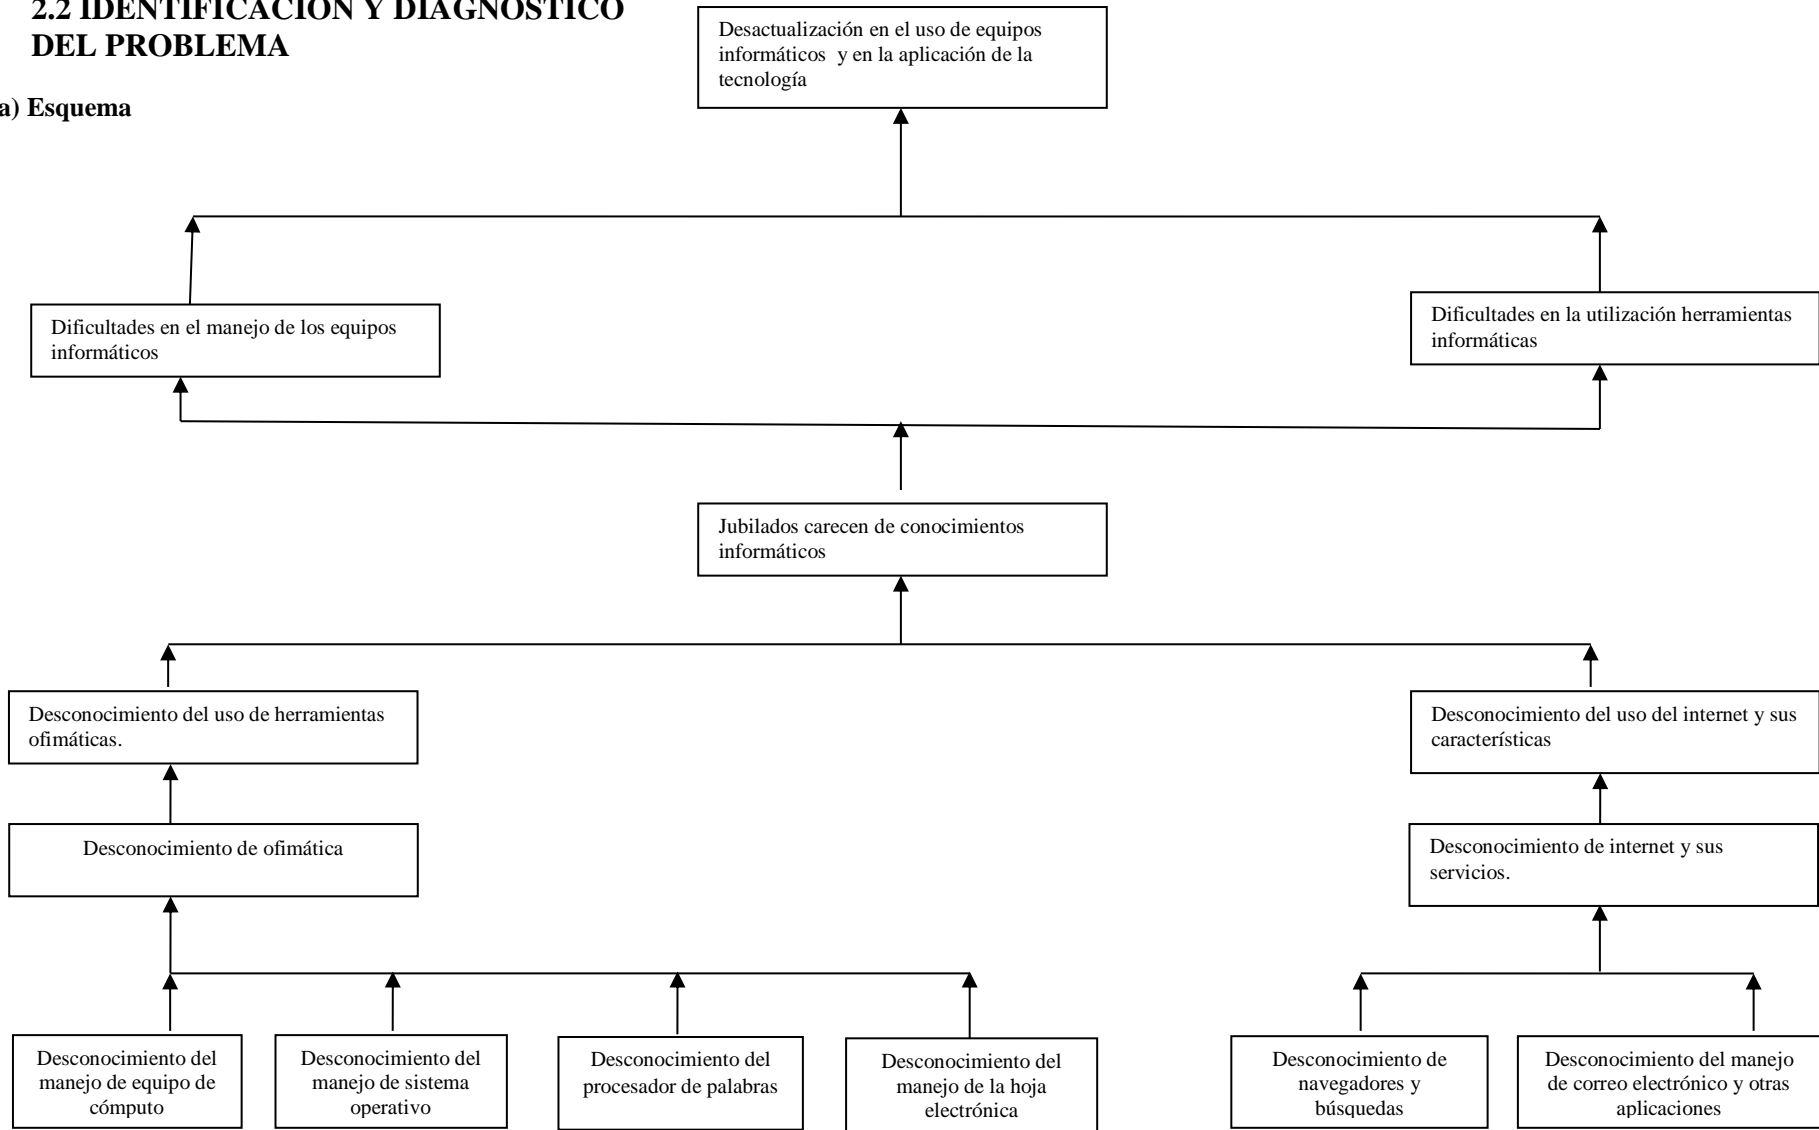 2.2 IDENTIFICACIÓN Y DIAGNÓSTICO
DEL PROBLEMA
a) Esquema
Desactualización en el uso de equipos
informáticos y en la aplicación de la
tecnología
Dificultades en el manejo de los equipos
informáticos
Dificultades en la utilización herramientas
informáticas
Jubilados carecen de conocimientos
informáticos
Desconocimiento del uso de herramientas
ofimáticas.
Desconocimiento del uso del internet y sus
características
Desconocimiento de ofimática
Desconocimiento de internet y sus
servicios.
Desconocimiento del
manejo de equipo de
cómputo
Desconocimiento del
manejo de sistema
operativo
Desconocimiento del
procesador de palabras
Desconocimiento del
manejo de la hoja
electrónica
Desconocimiento de
navegadores y
búsquedas
Desconocimiento del manejo
de correo electrónico y otras
aplicaciones